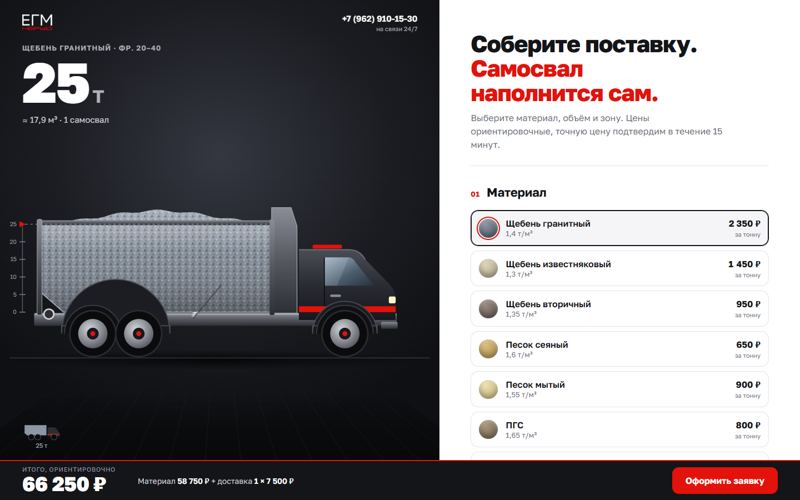 ЕГМ
+7 (962) 910-15-30
на связи 24/7
ЩЕБЕНЬ ГРАНИТНЫЙ · ФР. 20–40
25 т
≈ 17,9 м³ · 1 самосвал
25
20
15
10
5
0
25 т
Соберите поставку.
Самосвал
наполнится сам.
Выберите материал, объём и зону. Цены
ориентировочные, точную цену подтвердим в течение 15
минут.
01 Материал
Щебень гранитный 2 350 ₽
1,4 т/м³ за тонну
Щебень известняковый 1 450 ₽
1,3 т/м³ за тонну
Щебень вторичный 950 ₽
1,35 т/м³ за тонну
Песок сеяный 650 ₽
1,6 т/м³ за тонну
Песок мытый 900 ₽
1,55 т/м³ за тонну
ПГС 800 ₽
1,65 т/м³ за тонну
ИТОГО, ОРИЕНТИРОВОЧНО
66 250 ₽
Материал 58 750 ₽ + доставка 1 × 7 500 ₽
Оформить заявку